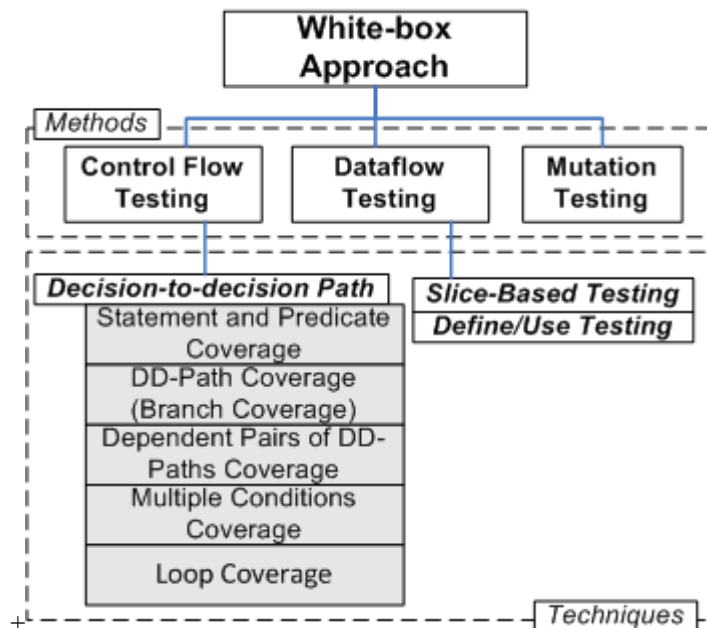 White-box
Approach
Methods
Control Flow
Testing
Dataflow
Testing
Mutation
Testing
Decision-to-decision Path
Statement and Predicate
Coverage
DD-Path Coverage
(Branch Coverage)
Dependent Pairs of DD-
Paths Coverage
Multiple Conditions
Coverage
Loop Coverage
Slice-Based Testing
Define/Use Testing
Techniques